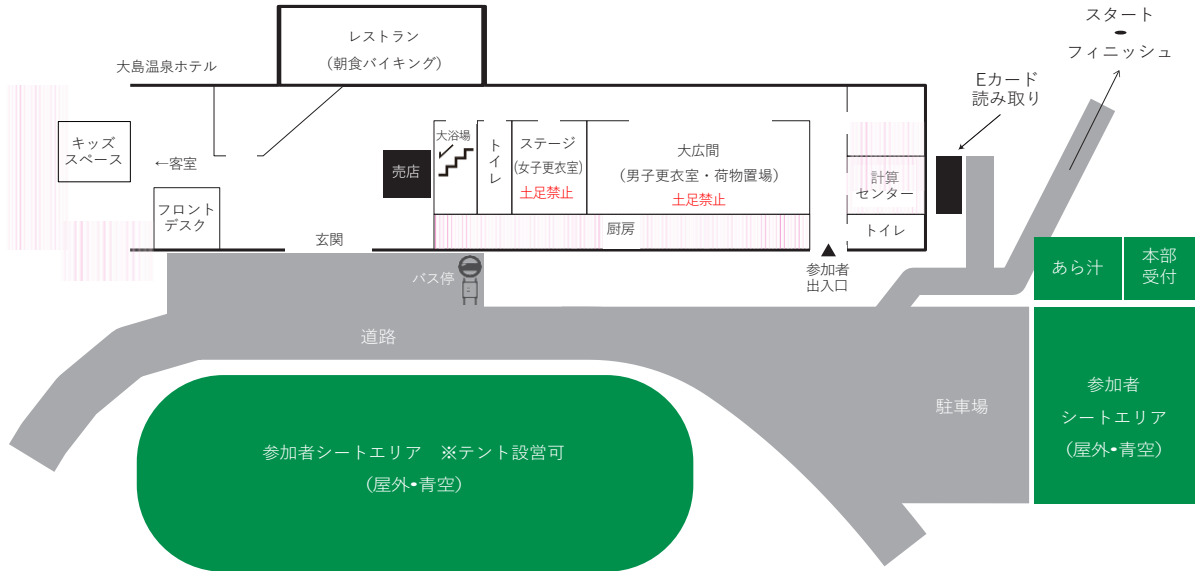 スタート
フィニッシュ
レストラン
(朝食バイキング)
大島温泉ホテル
Eカード
読み取り
キッズ
スペース
←客室
売店
大浴場
トイレ
ステージ
(女子更衣室)
土足禁止
大広間
(男子更衣室・荷物置場)
土足禁止
計算
センター
フロント
デスク
玄関
厨房
トイレ
バス停
参加者
出入口
あら汁
本部
受付
道路
駐車場
参加者
シートエリア
(屋外•青空)
参加者シートエリア ※テント設営可
(屋外•青空)